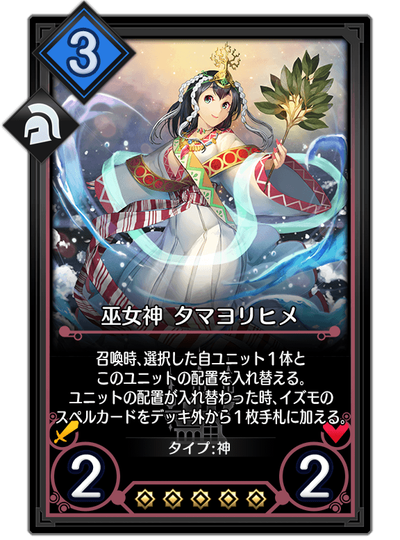 3
巫女神 タマヨリヒメ
召喚時、選択した自ユニット１体と
このユニットの配置を入れ替える。
ユニットの配置が入れ替わった時、イズモの
スペルカードをデッキ外から１枚手札に加える。
タイプ:神
2
2